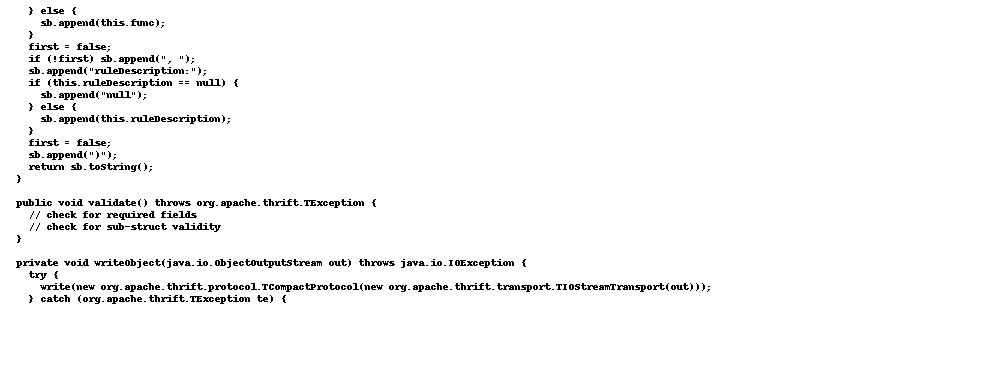 } else {
      sb.append(this.func);
    }
    first = false;
    if (!first) sb.append(", ");
    sb.append("ruleDescription:");
    if (this.ruleDescription == null) {
      sb.append("null");
    } else {
      sb.append(this.ruleDescription);
    }
    first = false;
    sb.append(")");
    return sb.toString();
  }

  public void validate() throws org.apache.thrift.TException {
    // check for required fields
    // check for sub-struct validity
  }

  private void writeObject(java.io.ObjectOutputStream out) throws java.io.IOException {
    try {
      write(new org.apache.thrift.protocol.TCompactProtocol(new org.apache.thrift.transport.TIOStreamTransport(out)));
    } catch (org.apache.thrift.TException te) {